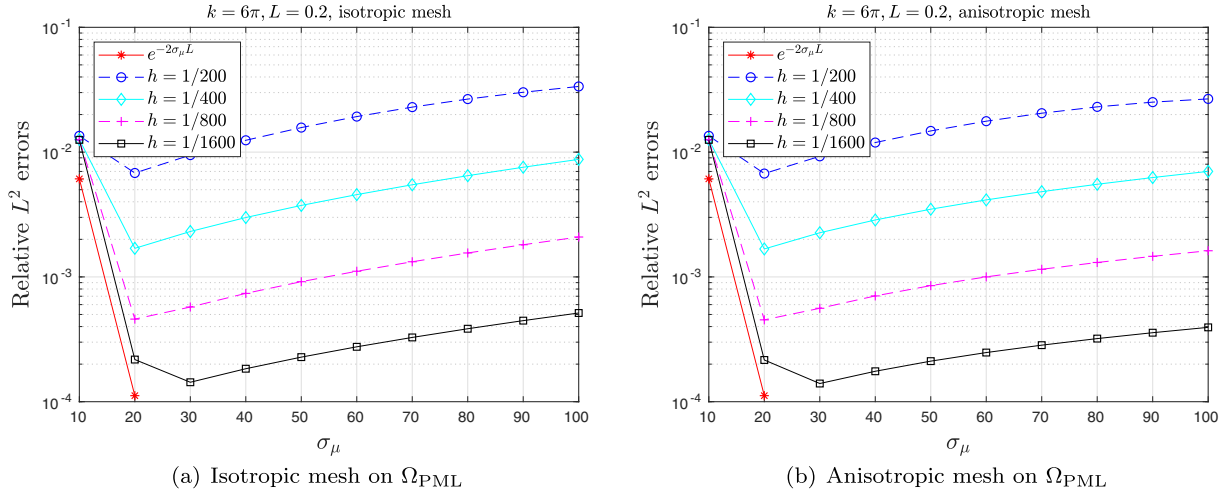 k = 6π, L = 0.2, isotropic mesh
10⁻¹
10⁻²
10⁻³
10⁻⁴
Relative L² errors
e^{−2σ_μL}
h = 1/200
h = 1/400
h = 1/800
h = 1/1600
10 20 30 40 50 60 70 80 90 100
σ_μ
(a) Isotropic mesh on Ω_PML
k = 6π, L = 0.2, anisotropic mesh
10⁻¹
10⁻²
10⁻³
10⁻⁴
Relative L² errors
e^{−2σ_μL}
h = 1/200
h = 1/400
h = 1/800
h = 1/1600
10 20 30 40 50 60 70 80 90 100
σ_μ
(b) Anisotropic mesh on Ω_PML